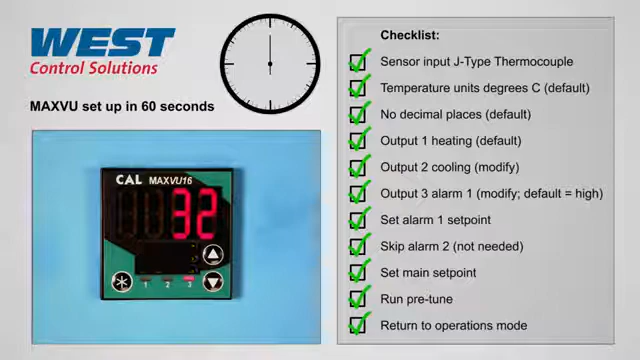 WEST
Control Solutions
MAXVU set up in 60 seconds
CAL MAXVU16
32
1 2 3
Checklist:
Sensor input J-Type Thermocouple
Temperature units degrees C (default)
No decimal places (default)
Output 1 heating (default)
Output 2 cooling (modify)
Output 3 alarm 1 (modify; default = high)
Set alarm 1 setpoint
Skip alarm 2 (not needed)
Set main setpoint
Run pre-tune
Return to operations mode